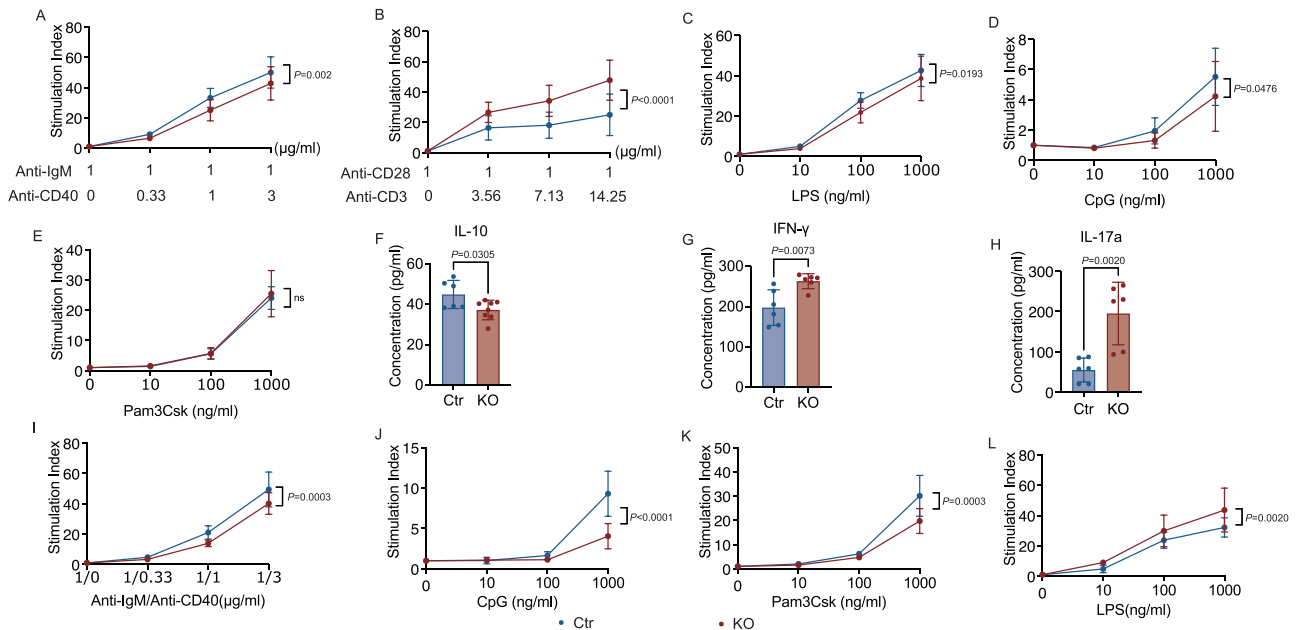 A
Stimulation Index
80
60
40
20
0
P=0.002
(µg/ml)
Anti-IgM 1 1 1 1
Anti-CD40 0 0.33 1 3
B
Stimulation Index
80
60
40
20
0
P<0.0001
(µg/ml)
Anti-CD28 1 1 1 1
Anti-CD3 0 3.56 7.13 14.25
C
Stimulation Index
60
40
20
0
P=0.0193
0 10 100 1000
LPS (ng/ml)
D
Stimulation Index
8
6
4
2
0
P=0.0476
0 10 100 1000
CpG (ng/ml)
E
Stimulation Index
40
30
20
10
0
ns
0 10 100 1000
Pam3Csk (ng/ml)
F
IL-10
P=0.0305
Concentration (pg/ml)
60
40
20
0
Ctr KO
G
IFN-γ
P=0.0073
Concentration (pg/ml)
300
200
100
0
Ctr KO
H
IL-17a
P=0.0020
Concentration (pg/ml)
300
200
100
0
Ctr KO
I
Stimulation Index
80
60
40
20
0
P=0.0003
1/0 1/0.33 1/1 1/3
Anti-IgM/Anti-CD40(µg/ml)
J
Stimulation Index
15
10
5
0
P<0.0001
0 10 100 1000
CpG (ng/ml)
K
Stimulation Index
50
40
30
20
10
0
P=0.0003
0 10 100 1000
Pam3Csk (ng/ml)
L
Stimulation Index
80
60
40
20
0
P=0.0020
0 10 100 1000
LPS(ng/ml)
Ctr KO